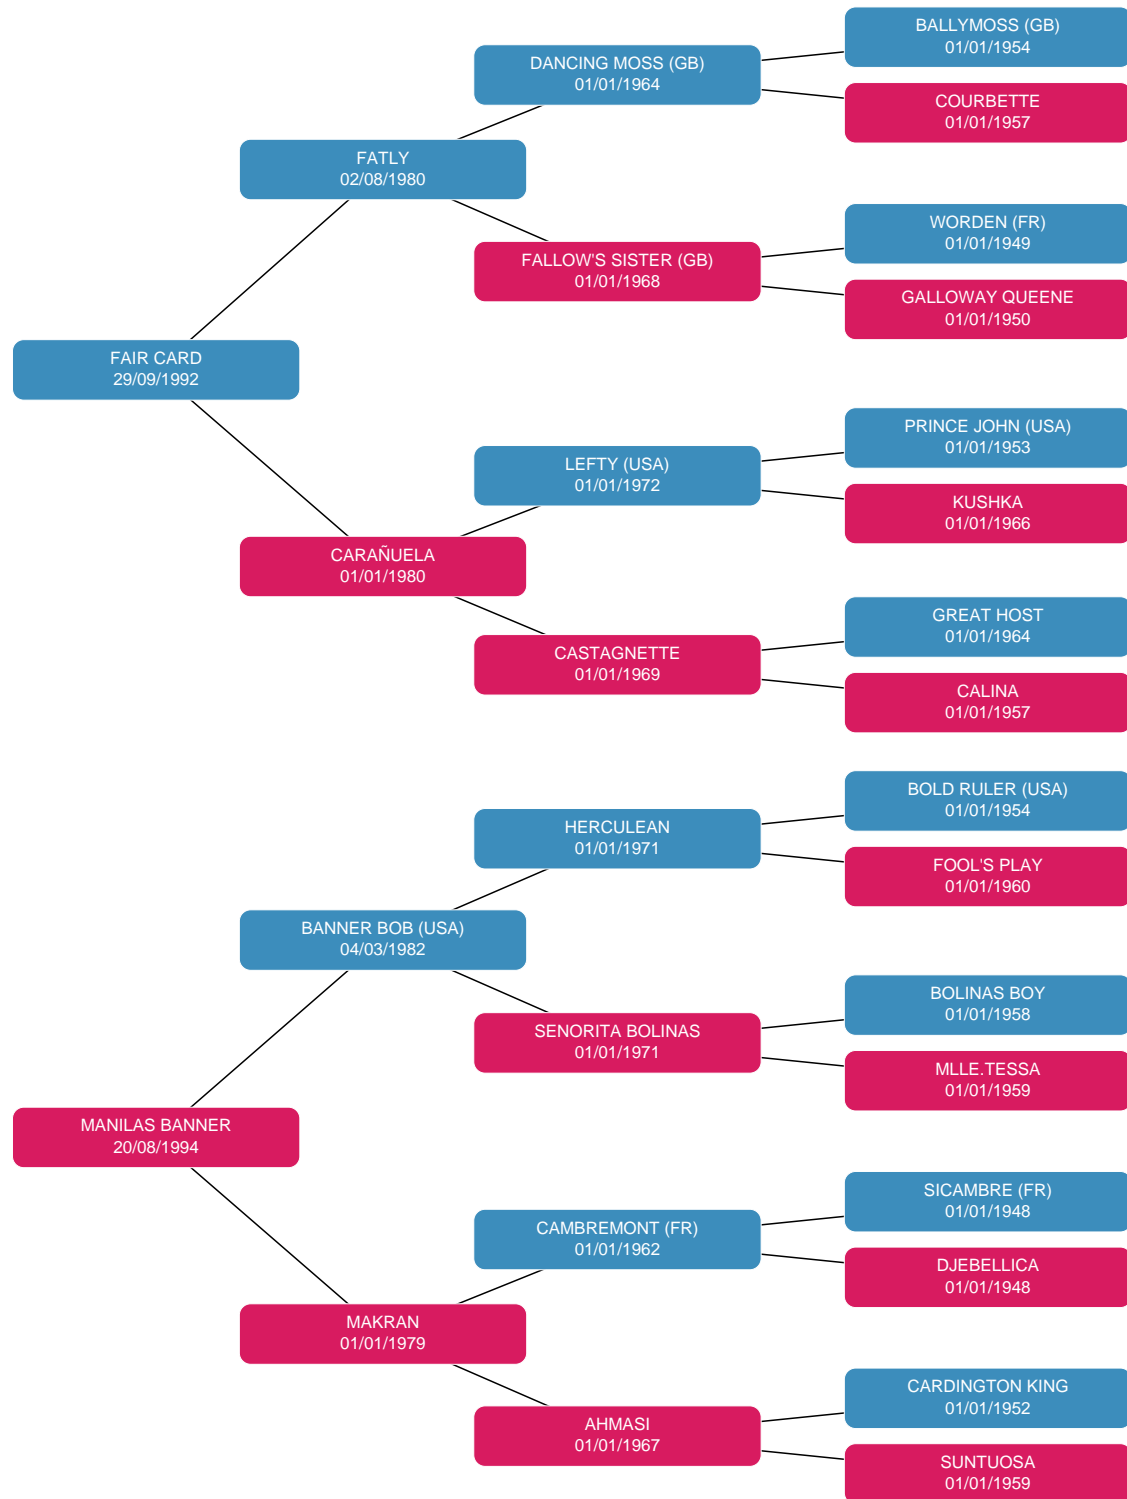 BALLYMOSS (GB)
01/01/1954
DANCING MOSS (GB)
01/01/1964
COURBETTE
01/01/1957
FATLY
02/08/1980
WORDEN (FR)
01/01/1949
FALLOW'S SISTER (GB)
01/01/1968
GALLOWAY QUEENE
01/01/1950
FAIR CARD
29/09/1992
PRINCE JOHN (USA)
01/01/1953
LEFTY (USA)
01/01/1972
KUSHKA
01/01/1966
CARAÑUELA
01/01/1980
GREAT HOST
01/01/1964
CASTAGNETTE
01/01/1969
CALINA
01/01/1957
BOLD RULER (USA)
01/01/1954
HERCULEAN
01/01/1971
FOOL'S PLAY
01/01/1960
BANNER BOB (USA)
04/03/1982
BOLINAS BOY
01/01/1958
SENORITA BOLINAS
01/01/1971
MLLE.TESSA
01/01/1959
MANILAS BANNER
20/08/1994
SICAMBRE (FR)
01/01/1948
CAMBREMONT (FR)
01/01/1962
DJEBELLICA
01/01/1948
MAKRAN
01/01/1979
CARDINGTON KING
01/01/1952
AHMASI
01/01/1967
SUNTUOSA
01/01/1959